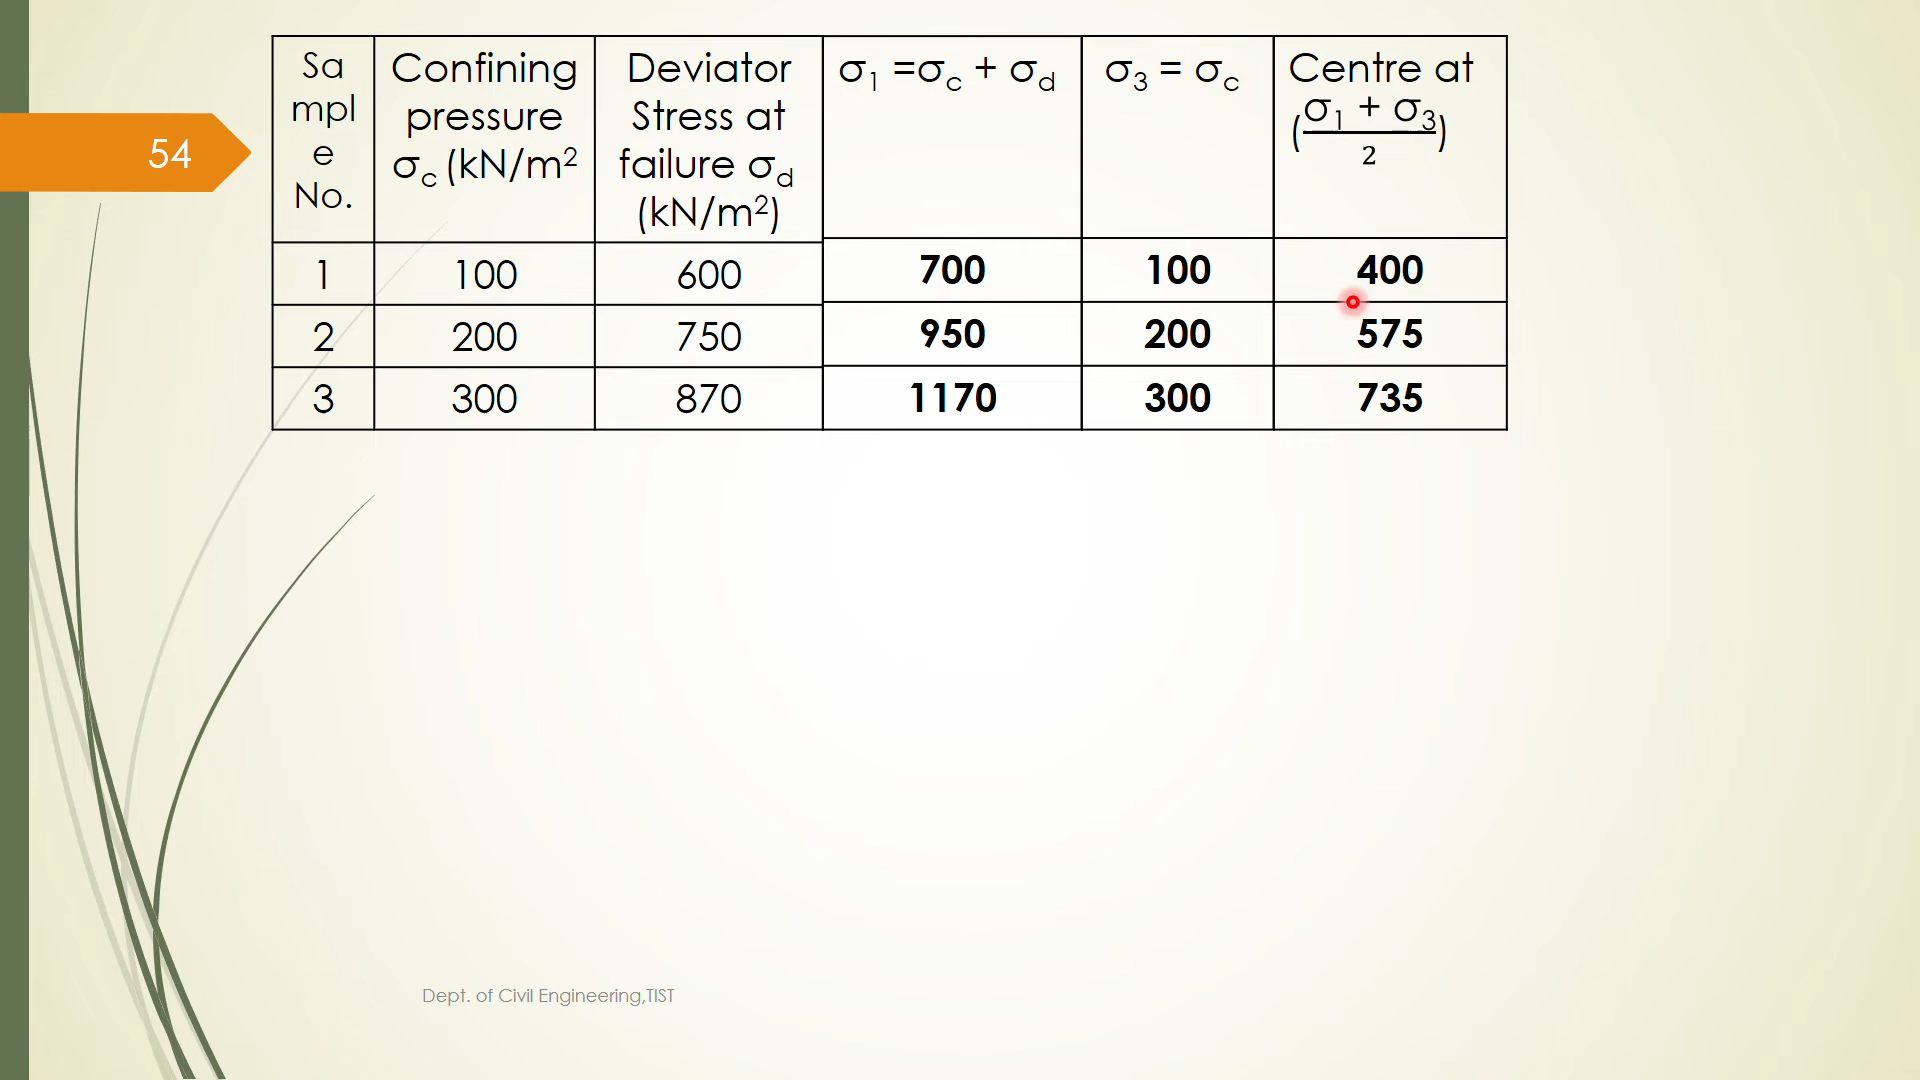 54
Sa
mpl
e
No.
Confining
pressure
σc (kN/m2
Deviator
Stress at
failure σd
(kN/m2)
σ1 =σc + σd
σ3 = σc
Centre at
(σ1 + σ3
2)
1 100 600 700 100 400
2 200 750 950 200 575
3 300 870 1170 300 735
Dept. of Civil Engineering,TIST